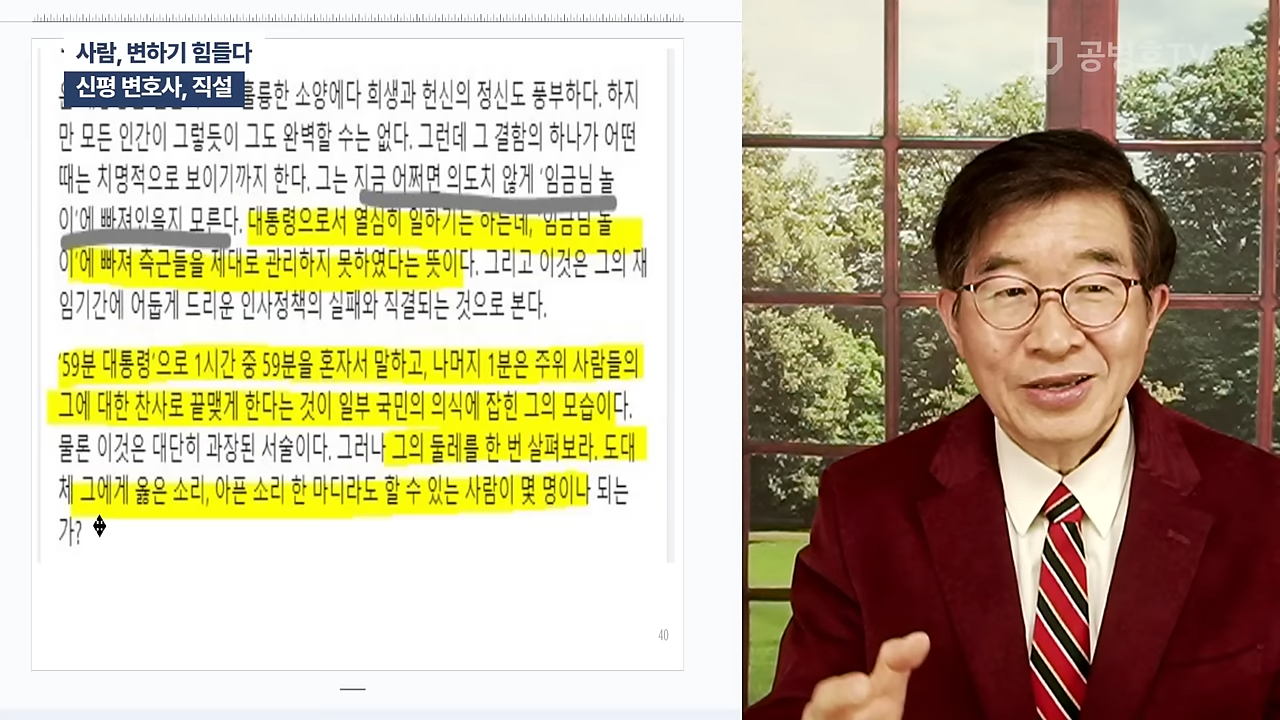 사람, 변하기 힘들다
신평 변호사, 직설
훌륭한 소양에다 희생과 헌신의 정신도 풍부하다. 하지
만 모든 인간이 그렇듯이 그도 완벽할 수는 없다. 그런데 그 결함의 하나가 어떤
때는 치명적으로 보이기까지 한다. 그는 지금 어쩌면 의도치 않게 '임금님 놀
이'에 빠져있을지 모른다. 대통령으로서 열심히 일하기는 하는데, '임금님 놀
이'에 빠져 측근들을 제대로 관리하지 못하였다는 뜻이다. 그리고 이것은 그의 재
임기간에 어둡게 드리운 인사정책의 실패와 직결되는 것으로 본다.
'59분 대통령'으로 1시간 중 59분을 혼자서 말하고, 나머지 1분은 주위 사람들의
그에 대한 찬사로 끝맺게 한다는 것이 일부 국민의 의식에 잡힌 그의 모습이다.
물론 이것은 대단히 과장된 서술이다. 그러나 그의 둘레를 한 번 살펴보라. 도대
체 그에게 옳은 소리, 아픈 소리 한 마디라도 할 수 있는 사람이 몇 명이나 되는
가?
40
공병호TV